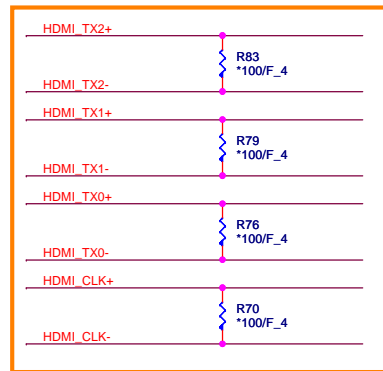 HDMI_TX2+
R83
*100/F_4
HDMI_TX2-
HDMI_TX1+
R79
*100/F_4
HDMI_TX1-
HDMI_TX0+
R76
*100/F_4
HDMI_TX0-
HDMI_CLK+
R70
*100/F_4
HDMI_CLK-